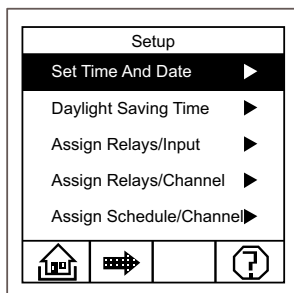 Setup
Set Time And Date
Daylight Saving Time
Assign Relays/Input
Assign Relays/Channel
Assign Schedule/Channel
?